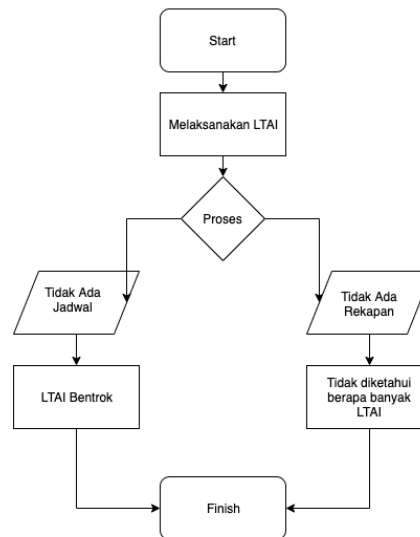 Start
Melaksanakan LTAI
Proses
Tidak Ada
Jadwal
Tidak Ada
Rekapan
LTAI Bentrok
Tidak diketahui
berapa banyak
LTAI
Finish